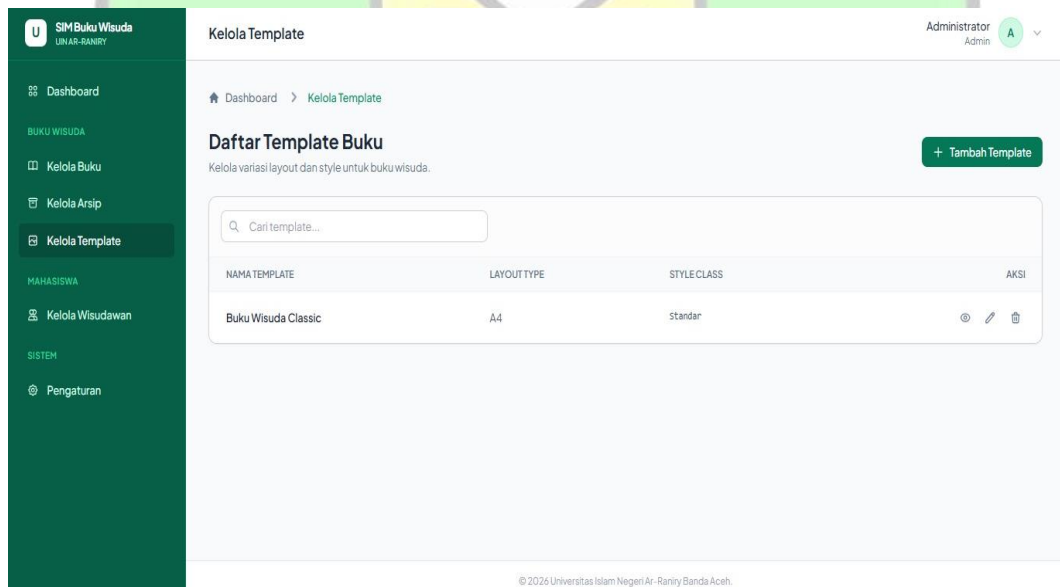 U
SIM Buku Wisuda
UIN AR-RANIRY
Kelola Template
Administrator
Admin
A
Dashboard
BUKU WISUDA
Kelola Buku
Kelola Arsip
Kelola Template
MAHASISWA
Kelola Wisudawan
SISTEM
Pengaturan
Dashboard > Kelola Template
Daftar Template Buku
Kelola variasi layout dan style untuk buku wisuda.
+ Tambah Template
Cari template...
NAMA TEMPLATE LAYOUT TYPE STYLE CLASS AKSI
Buku Wisuda Classic A4 Standar
© 2026 Universitas Islam Negeri Ar-Raniry Banda Aceh.